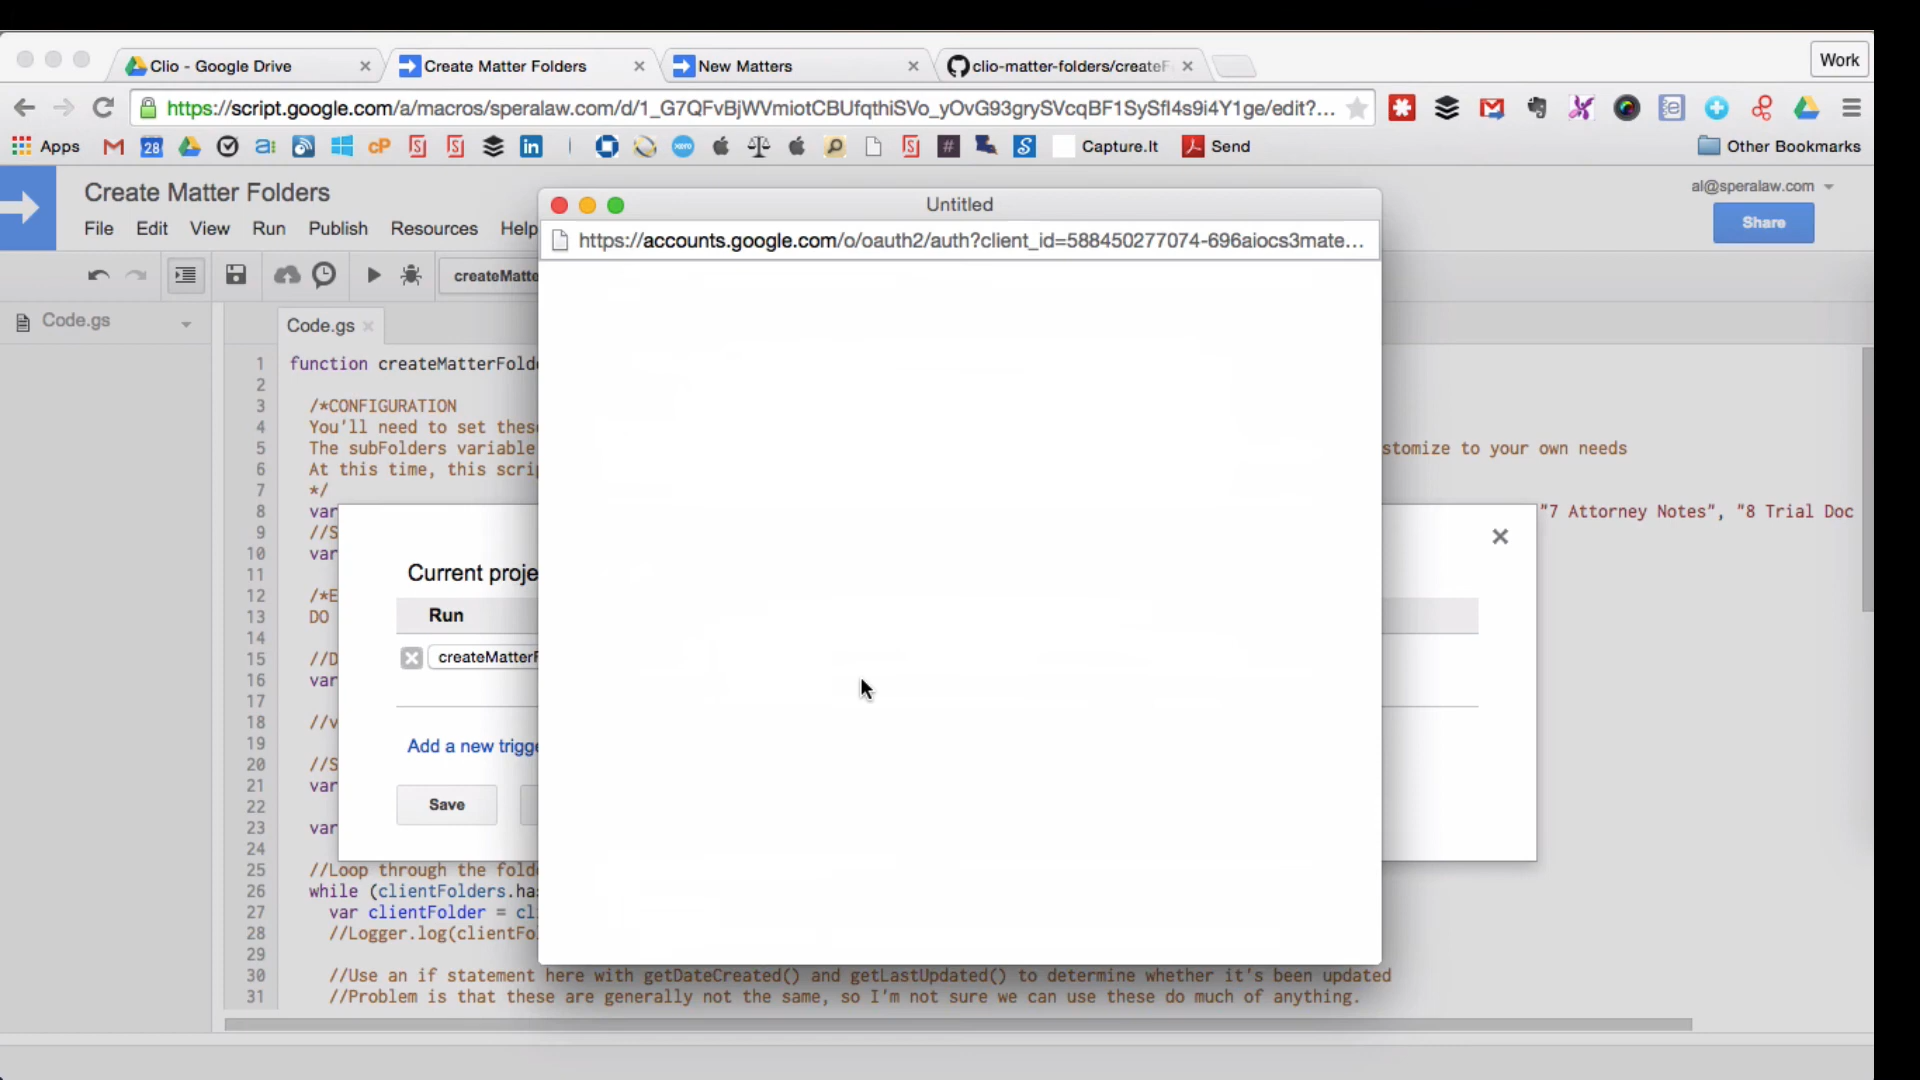 Clio - Google Drive
Create Matter Folders
New Matters
clio-matter-folders/createF
Work
https://script.google.com/a/macros/speralaw.com/d/1_G7QFvBjWVmiotCBUfqthiSVo_yOvG93grySVcqBF1SySfI4s9i4Y1ge/edit?...
Apps
28
cP
in
xero
Capture.It
Send
Other Bookmarks
Create Matter Folders
al@speralaw.com
File Edit View Run Publish Resources Help
Share
Untitled
https://accounts.google.com/o/oauth2/auth?client_id=588450277074-696aiocs3mate...
createMatte
Code.gs
Code.gs
1 function createMatterFolde
2
3 /*CONFIGURATION
4 You'll need to set thes
5 The subFolders variable stomize to your own needs
6 At this time, this scrip
7 */
8 var "7 Attorney Notes", "8 Trial Doc
9 //S
10 var
11
12 /*E
13 DO
14
15 //D
16 var
17
18 //v
19
20 //S
21 var
22
23 var
24
25 //Loop through the folde
26 while (clientFolders.ha
27 var clientFolder = cl
28 //Logger.log(clientFo
29
30 //Use an if statement here with getDateCreated() and getLastUpdated() to determine whether it's been updated
31 //Problem is that these are generally not the same, so I'm not sure we can use these do much of anything.
Current proje
Run
createMatterF
Add a new trigge
Save